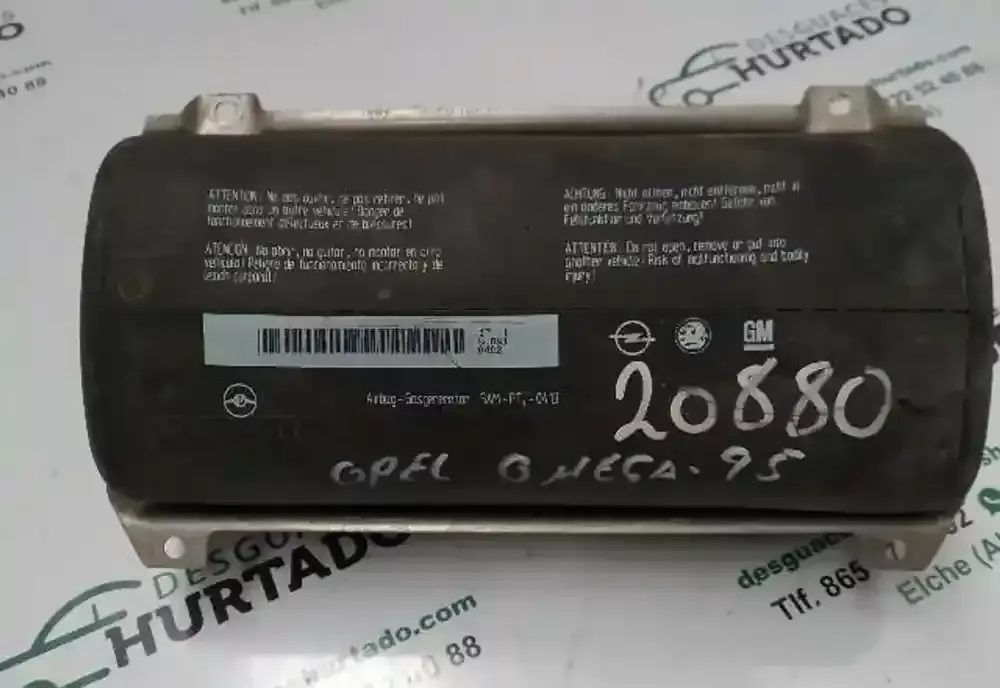 DESGUACES
HURTADO
ATTENTION: Ne pas ouvrir, ne pas retirer, ne pas
monter dans un autre véhicule! Danger de
fonctionnement défectueux et de blessures!
ACHTUNG: Nicht öffnen, nicht entfernen, nicht in
ein anderes Fahrzeug einbauen! Gefahr von
Fehlfunktion und Verletzung!
ATENCION: No abrir, no quitar, no montar en otro
vehículo! Peligro de funcionamiento incorrecto y de
lesión corporal!
ATTENTION: Do not open, remove or put into
another vehicle! Risk of malfunctioning and bodily
injury!
GM
20880
Airbag-Gasgenerator
OPEL OMEGA-95
DESGU
HURTADO
hurtado.com
88
desguac
Tlf. 865
Elche (A